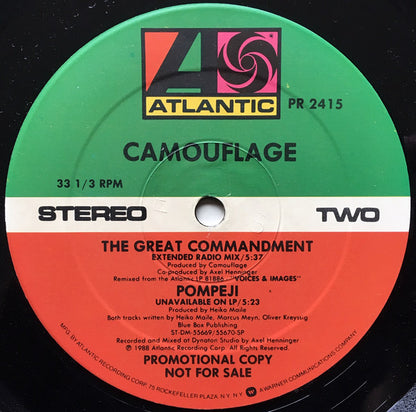 ATLANTIC
PR 2415
CAMOUFLAGE
33 1/3 RPM
STEREO TWO
THE GREAT COMMANDMENT
EXTENDED RADIO MIX/5:37
Produced by Camouflage
Co-produced by Axel Henninger
Remixed from the Atlantic LP 81886, "VOICES & IMAGES"
POMPEJI
UNAVAILABLE ON LP/5:23
Produced by Heiko Maile
Both tracks written by Heiko Maile, Marcus Meyn, Oliver Kreyssig
Blue Box Publishing
ST-DM-55669/55670-SP
Recorded and Mixed at Dynaton Studio by Axel Henninger
℗ 1988 Atlantic Recording Corp. All Rights Reserved.
PROMOTIONAL COPY
NOT FOR SALE
MFG. BY ATLANTIC RECORDING CORP. 75 ROCKEFELLER PLAZA, N.Y. N.Y. A WARNER COMMUNICATIONS COMPANY